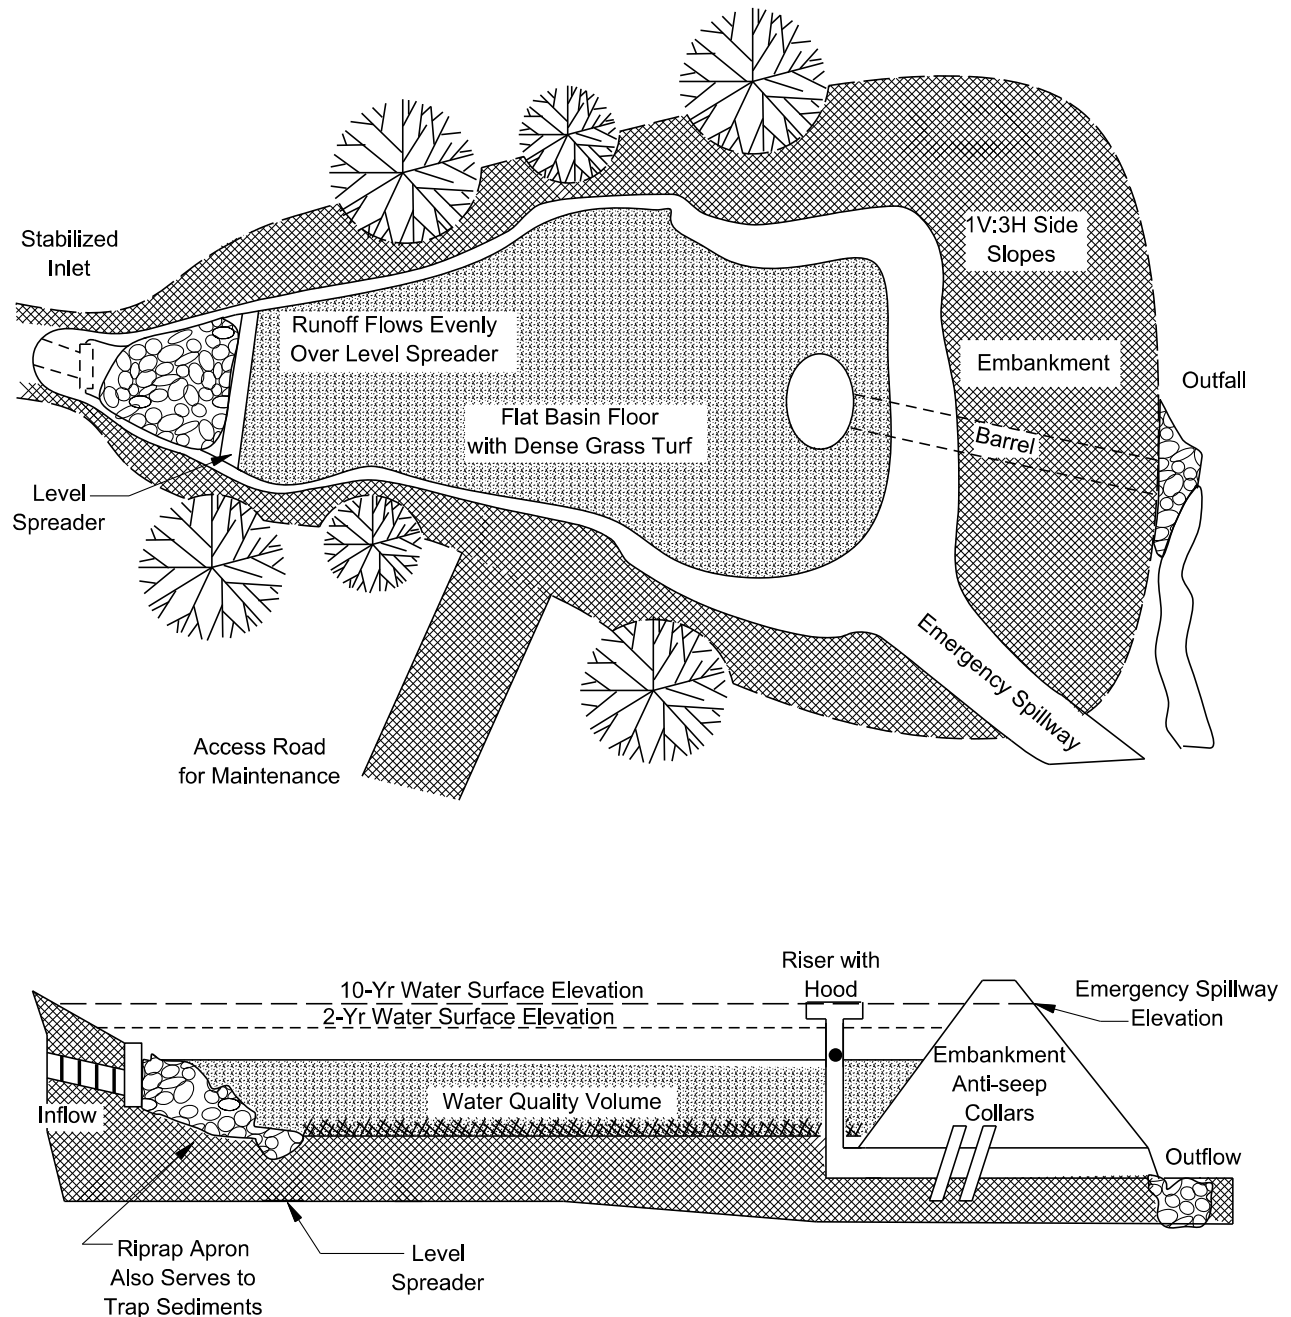 Stabilized
Inlet
1V:3H Side
Slopes
Runoff Flows Evenly
Over Level Spreader
Embankment
Outfall
Flat Basin Floor
with Dense Grass Turf
Barrel
Level
Spreader
Emergency Spillway
Access Road
for Maintenance
Riser with
Hood
10-Yr Water Surface Elevation
2-Yr Water Surface Elevation
Emergency Spillway
Elevation
Embankment
Anti-seep
Collars
Water Quality Volume
Inflow
Outflow
Riprap Apron
Also Serves to
Trap Sediments
Level
Spreader